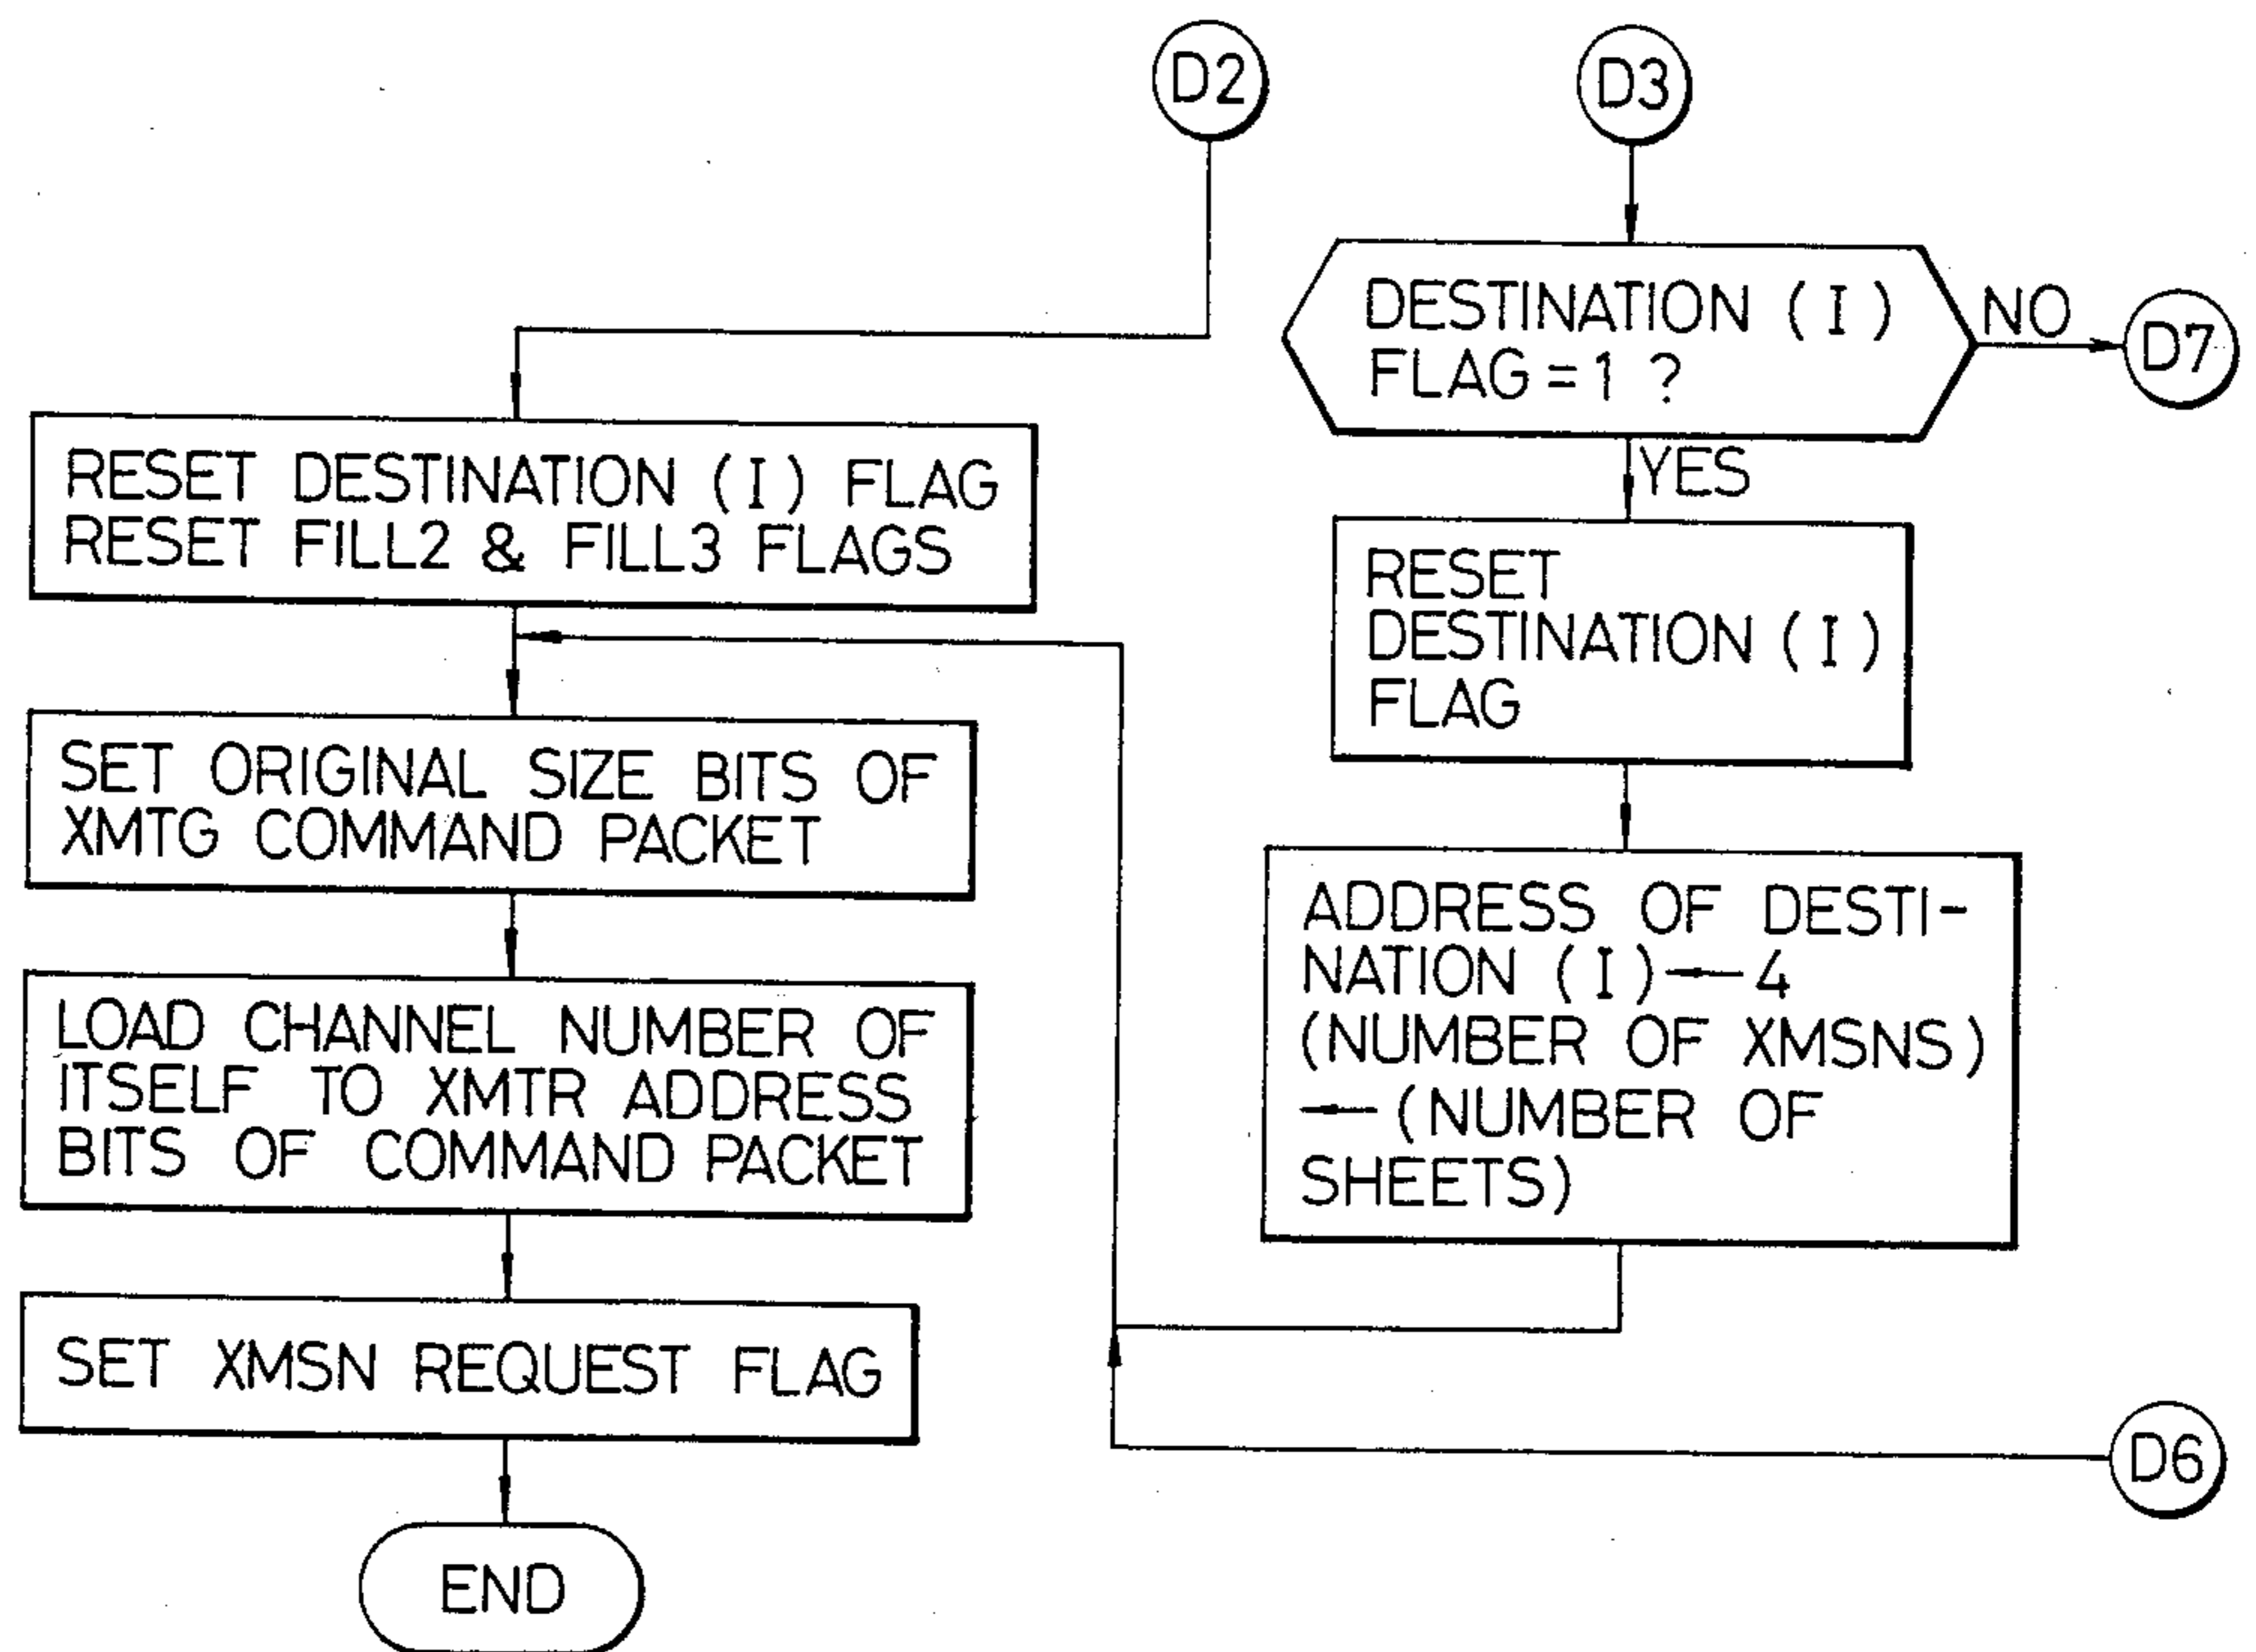 D2
RESET DESTINATION (I) FLAG
RESET FILL2 & FILL3 FLAGS
SET ORIGINAL SIZE BITS OF
XMTG COMMAND PACKET
LOAD CHANNEL NUMBER OF
ITSELF TO XMTR ADDRESS
BITS OF COMMAND PACKET
SET XMSN REQUEST FLAG
END
D3
DESTINATION (I)
FLAG = 1 ?
NO
D7
YES
RESET
DESTINATION (I)
FLAG
ADDRESS OF DESTI-
NATION (I) ← 4
(NUMBER OF XMSNS)
← (NUMBER OF
SHEETS)
D6